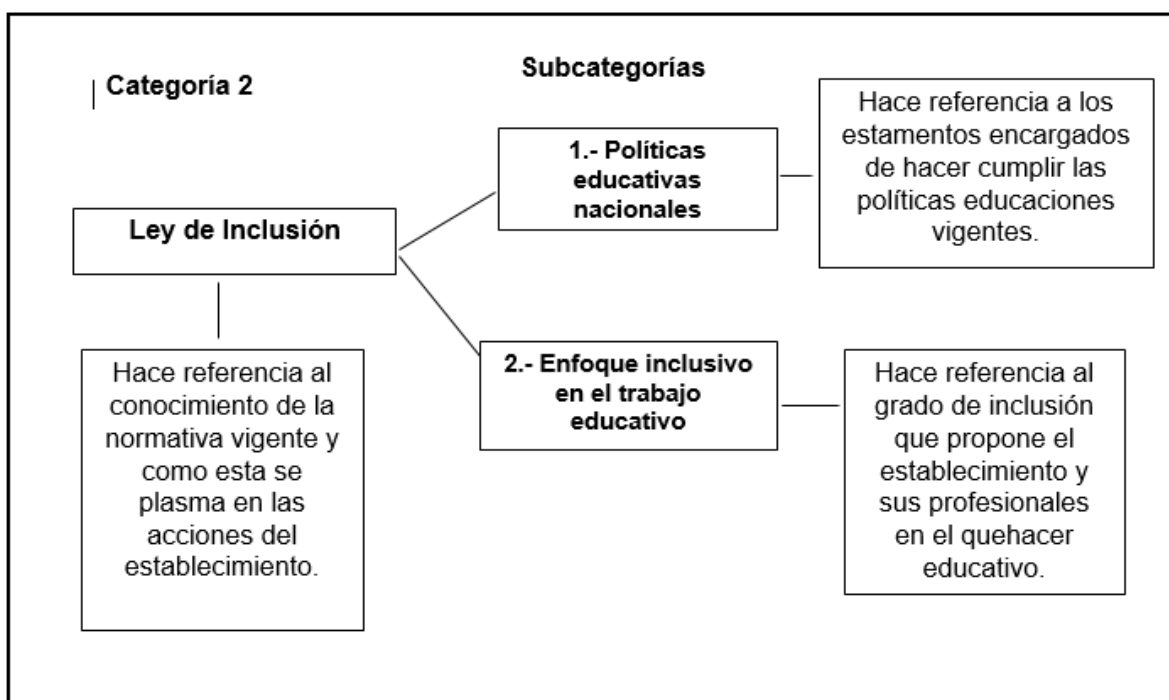 Categoría 2
Subcategorías
1.- Políticas
educativas
nacionales
Hace referencia a los
estamentos encargados
de hacer cumplir las
políticas educaciones
vigentes.
Ley de Inclusión
Hace referencia al
conocimiento de la
normativa vigente y
como esta se
plasma en las
acciones del
establecimiento.
2.- Enfoque inclusivo
en el trabajo
educativo
Hace referencia al
grado de inclusión
que propone el
establecimiento y
sus profesionales
en el quehacer
educativo.